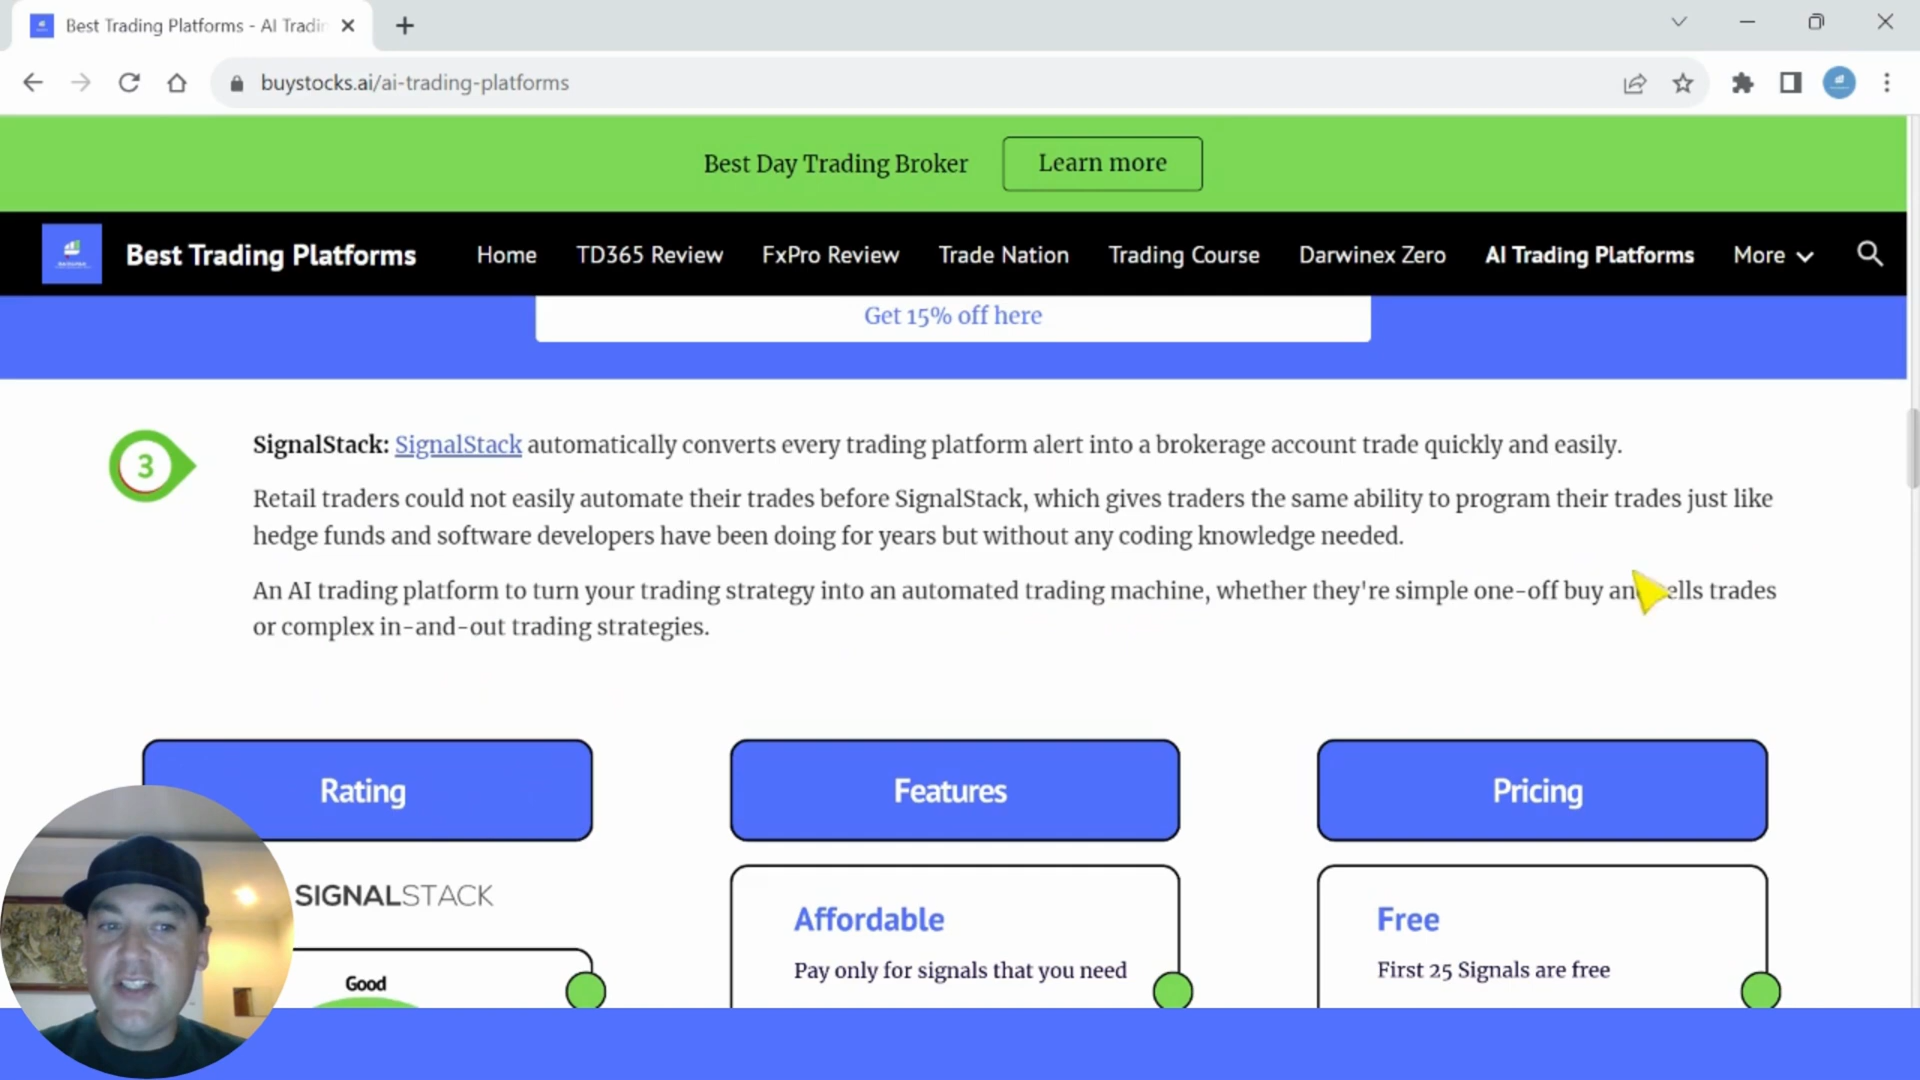 Best Trading Platforms - AI Tradin
buystocks.ai/ai-trading-platforms
Best Day Trading Broker Learn more
Best Trading Platforms Home TD365 Review FxPro Review Trade Nation Trading Course Darwinex Zero AI Trading Platforms More
Get 15% off here
3
SignalStack: SignalStack automatically converts every trading platform alert into a brokerage account trade quickly and easily.
Retail traders could not easily automate their trades before SignalStack, which gives traders the same ability to program their trades just like
hedge funds and software developers have been doing for years but without any coding knowledge needed.
An AI trading platform to turn your trading strategy into an automated trading machine, whether they're simple one-off buy an ells trades
or complex in-and-out trading strategies.
Rating Features Pricing
SIGNALSTACK
Affordable
Free
Pay only for signals that you need
First 25 Signals are free
Good